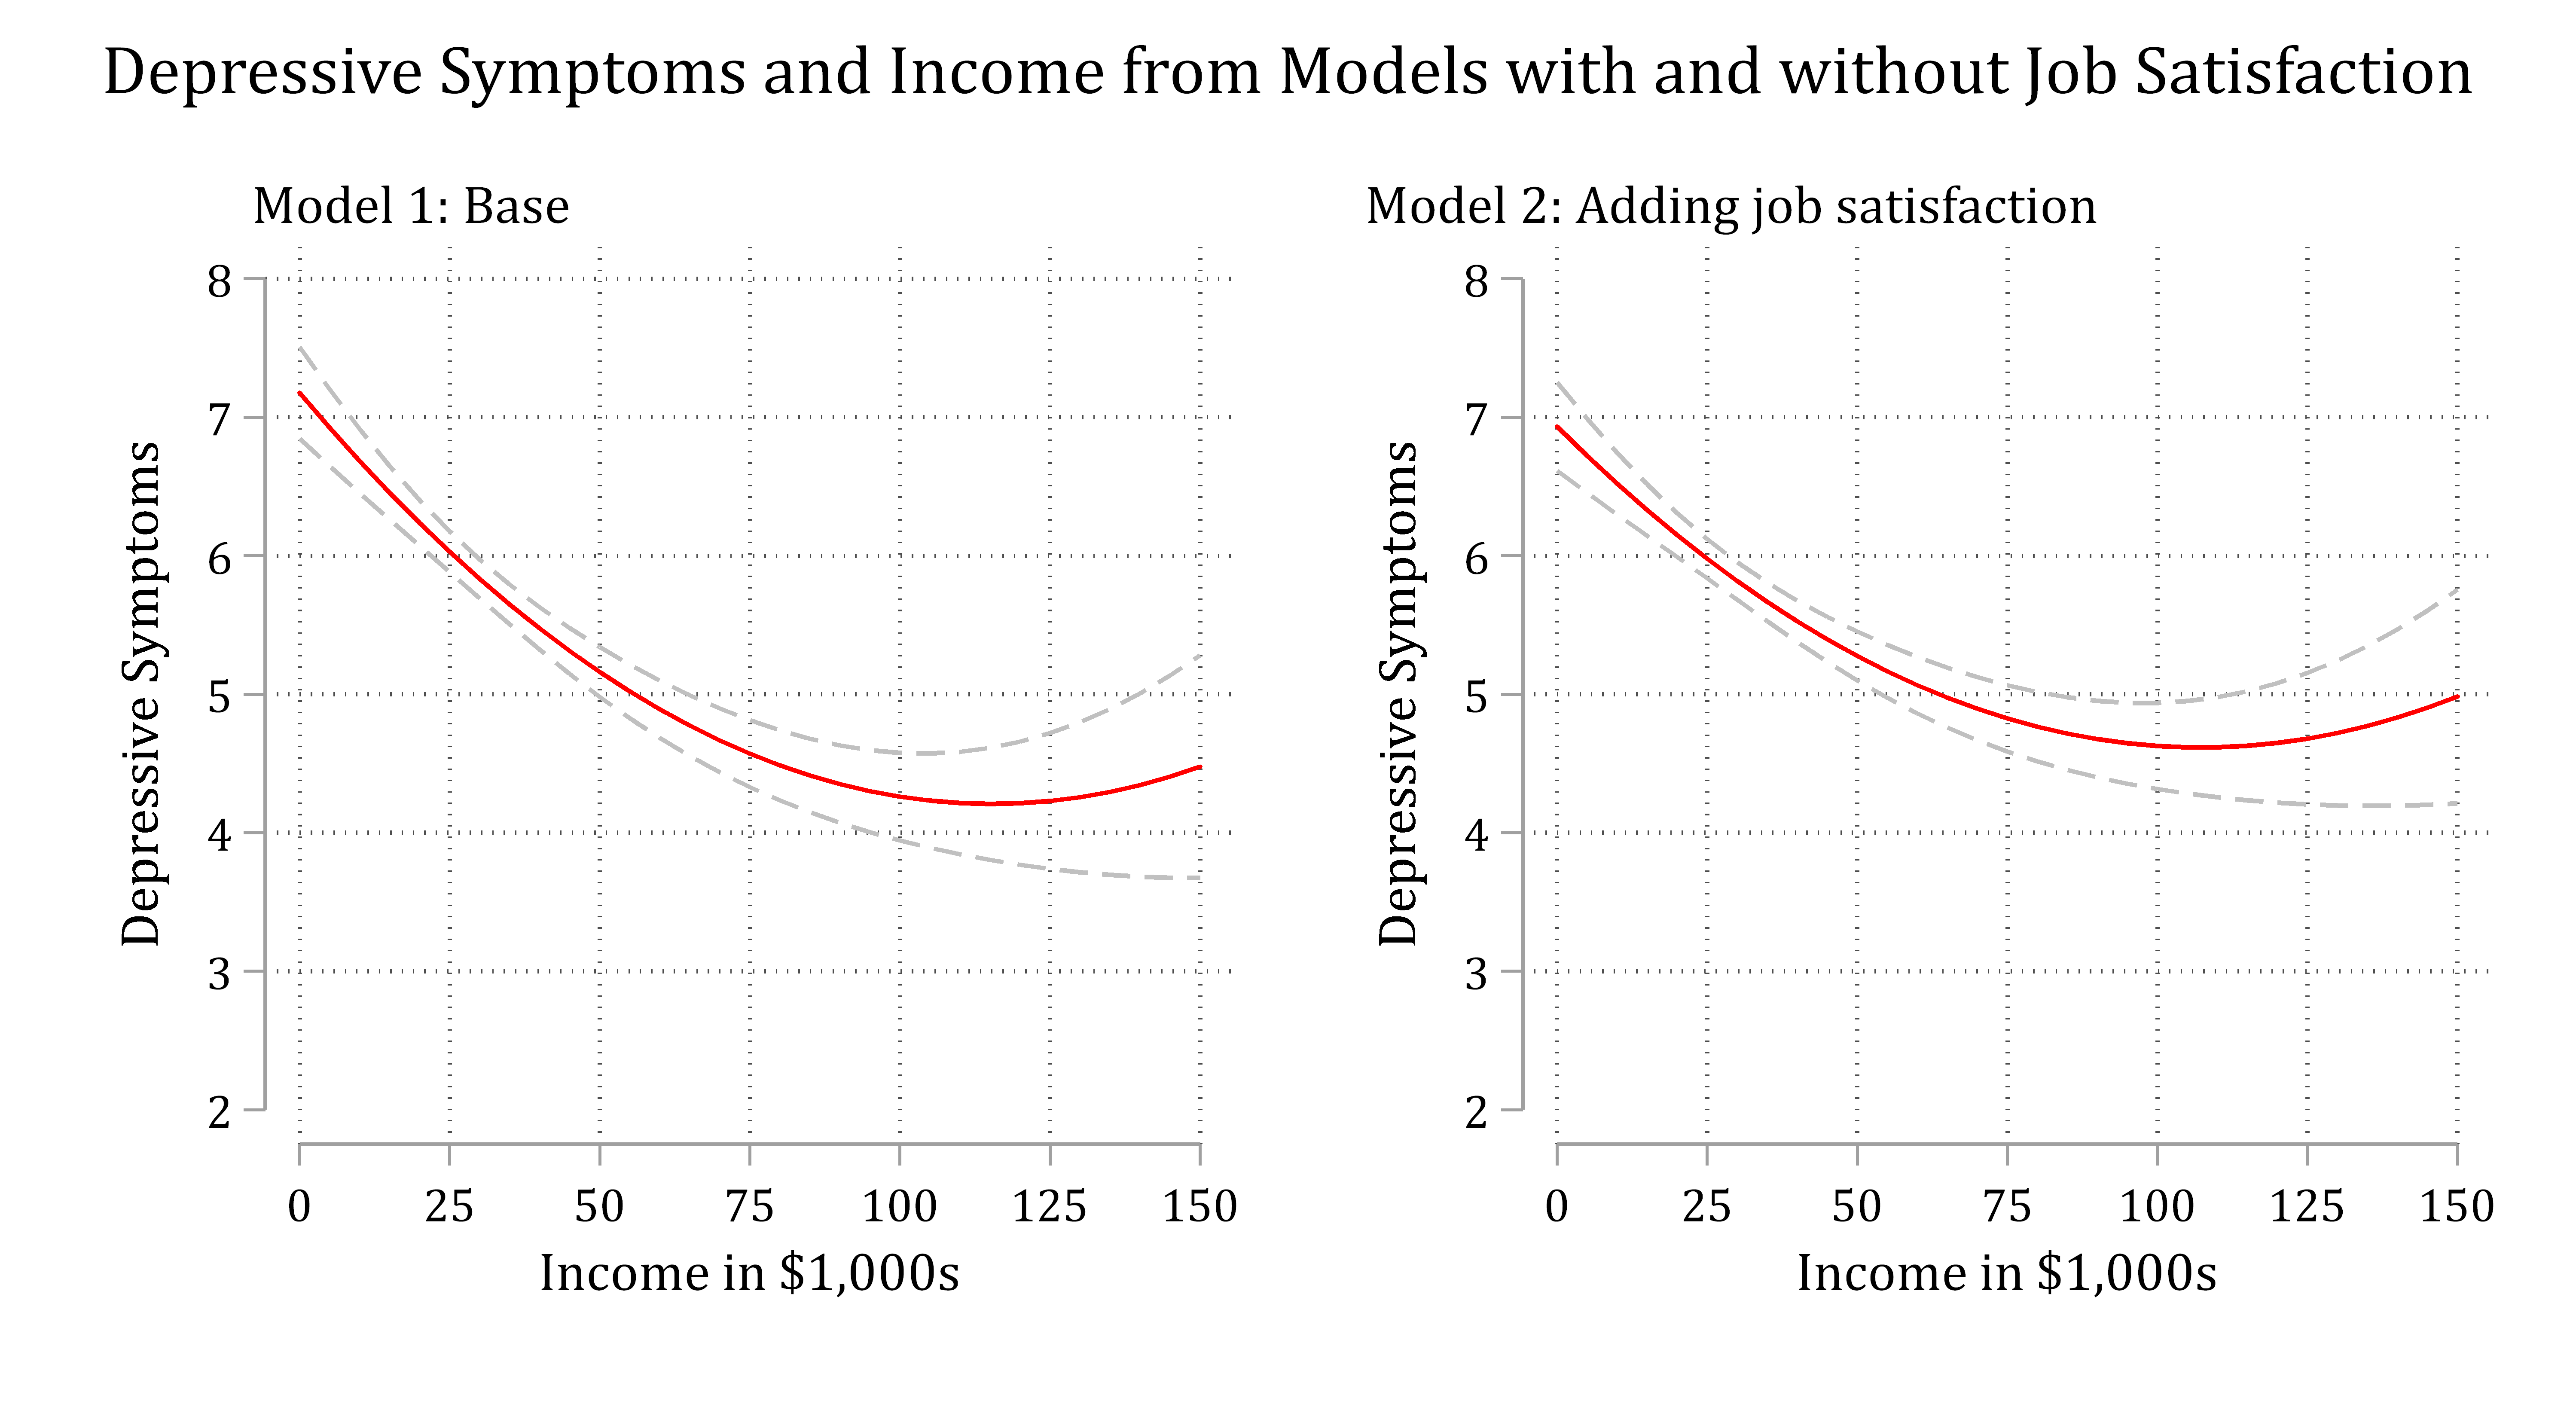 Depressive Symptoms and Income from Models with and without Job Satisfaction
Model 1: Base
8
7
6
5
4
3
2
Depressive Symptoms
0 25 50 75 100 125 150
Income in $1,000s
Model 2: Adding job satisfaction
8
7
6
5
4
3
2
Depressive Symptoms
0 25 50 75 100 125 150
Income in $1,000s